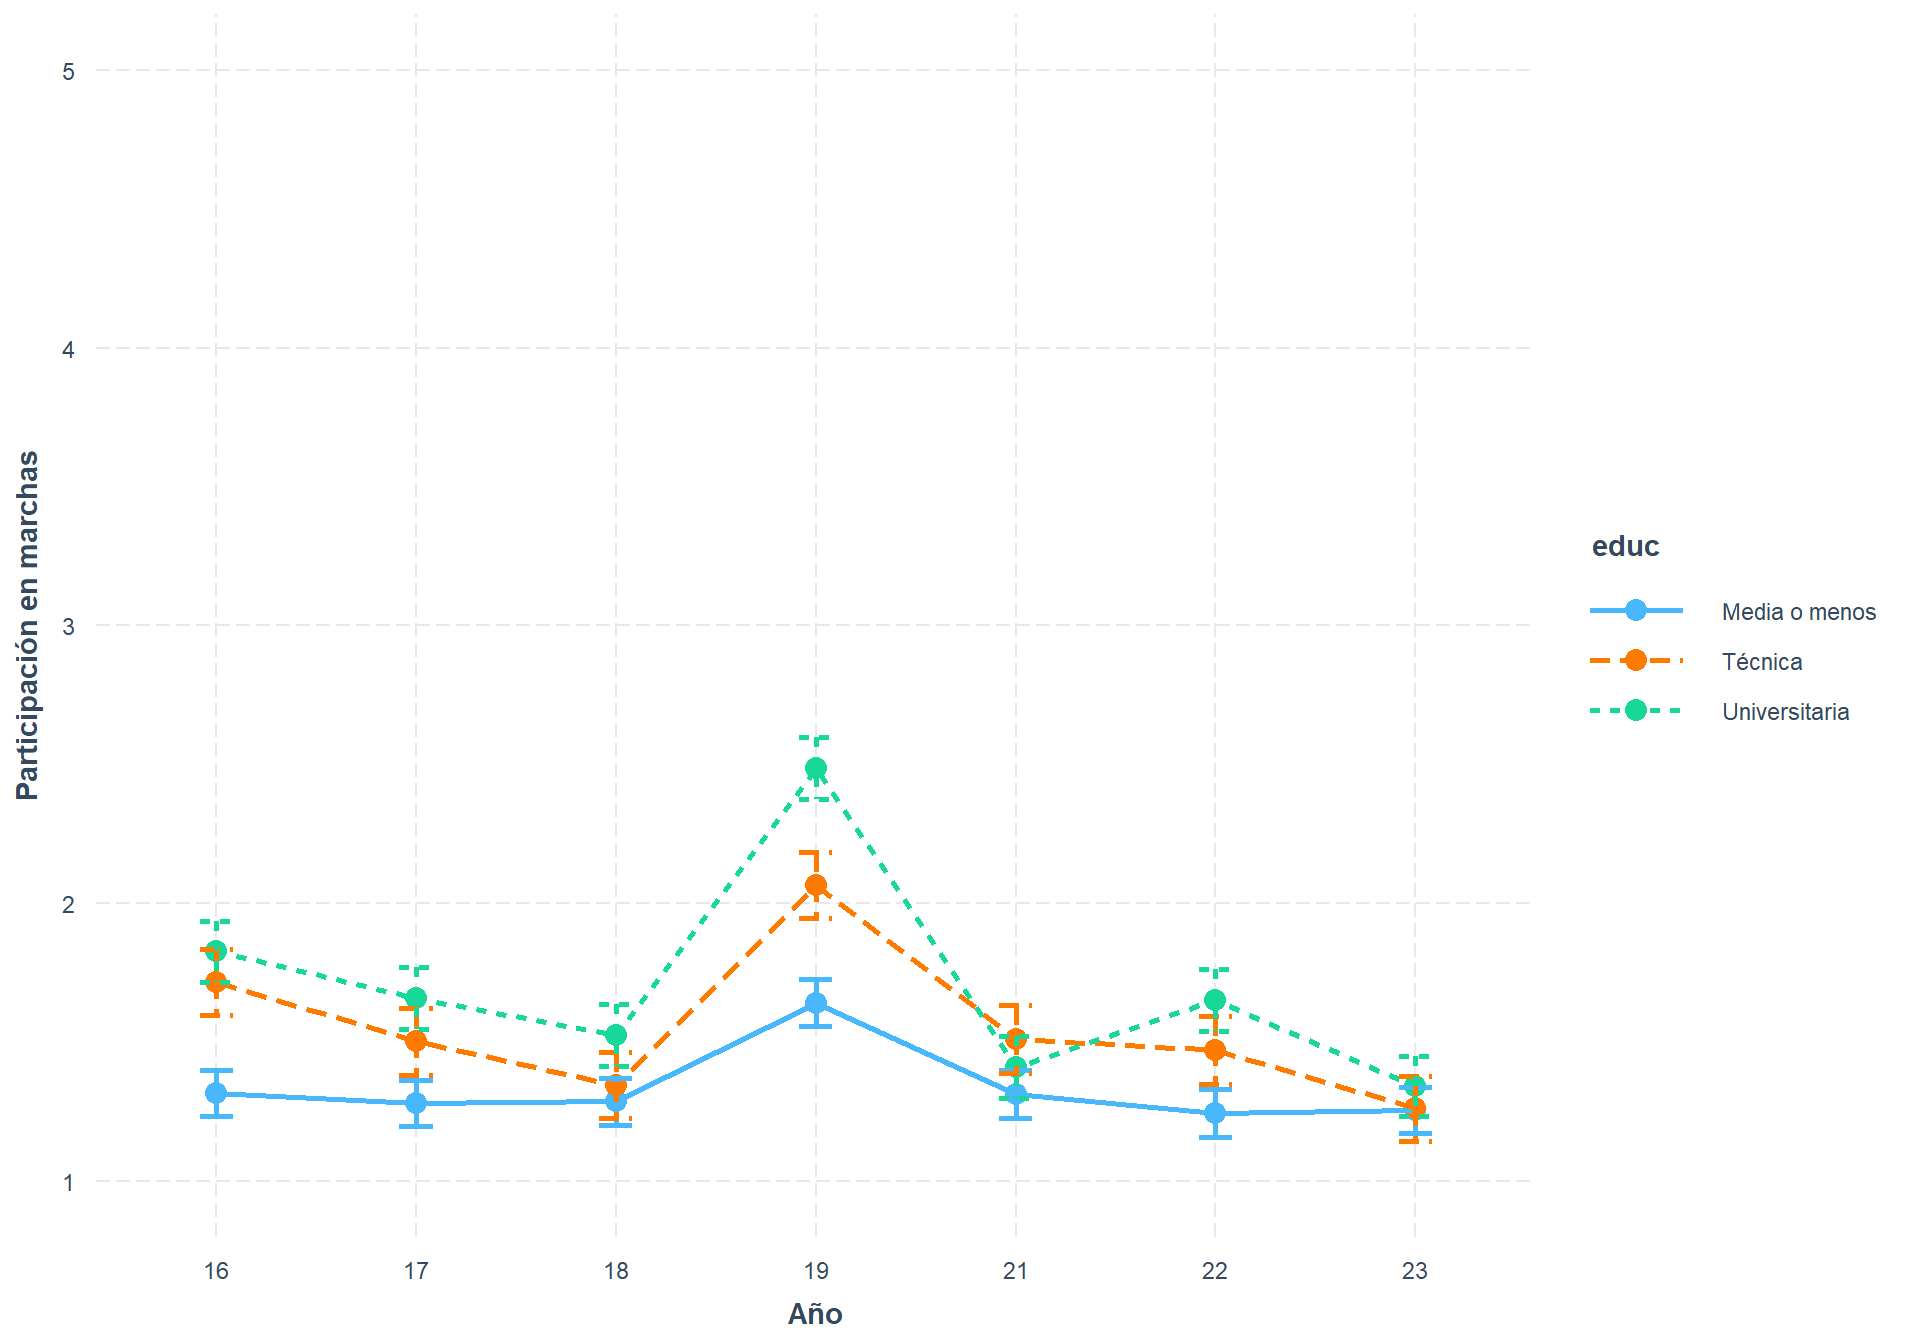 5
4
3
2
1
Participación en marchas
16 17 18 19 21 22 23
Año
educ
Media o menos
Técnica
Universitaria